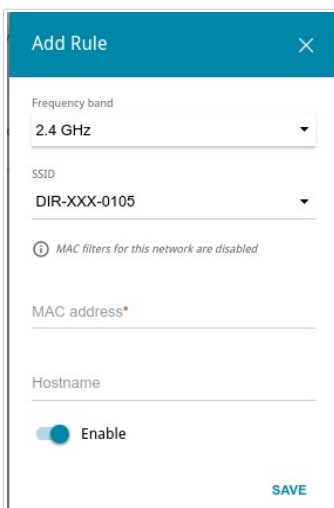 Add Rule
Frequency band
2.4 GHz
SSID
DIR-XXX-0105
MAC filters for this network are disabled
MAC address*
Hostname
Enable
SAVE